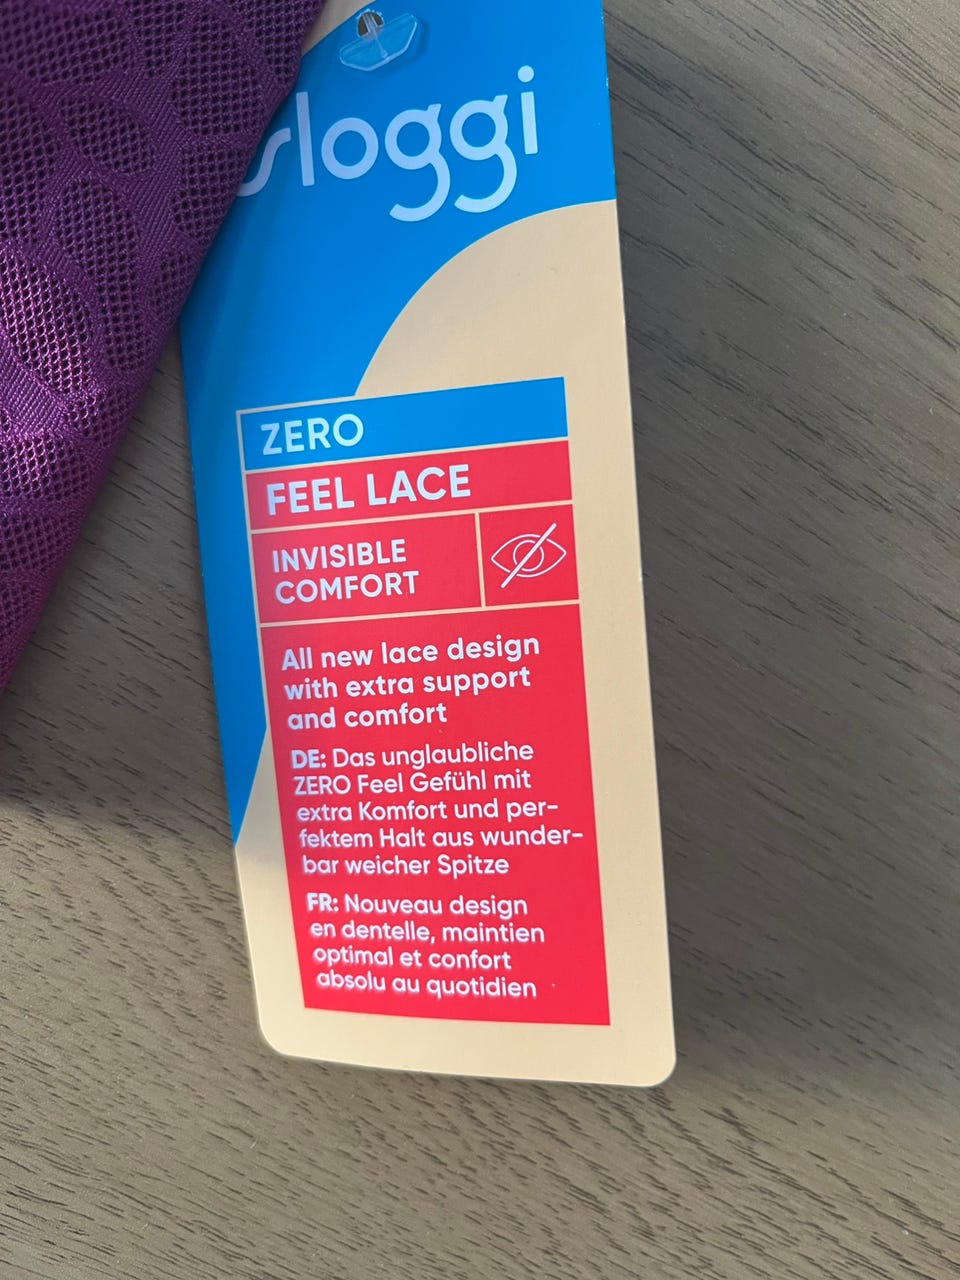 sloggi
ZERO
FEEL LACE
INVISIBLE
COMFORT
All new lace design
with extra support
and comfort
DE: Das unglaubliche
ZERO Feel Gefühl mit
extra Komfort und per-
fektem Halt aus wunder-
bar weicher Spitze
FR: Nouveau design
en dentelle, maintien
optimal et confort
absolu au quotidien